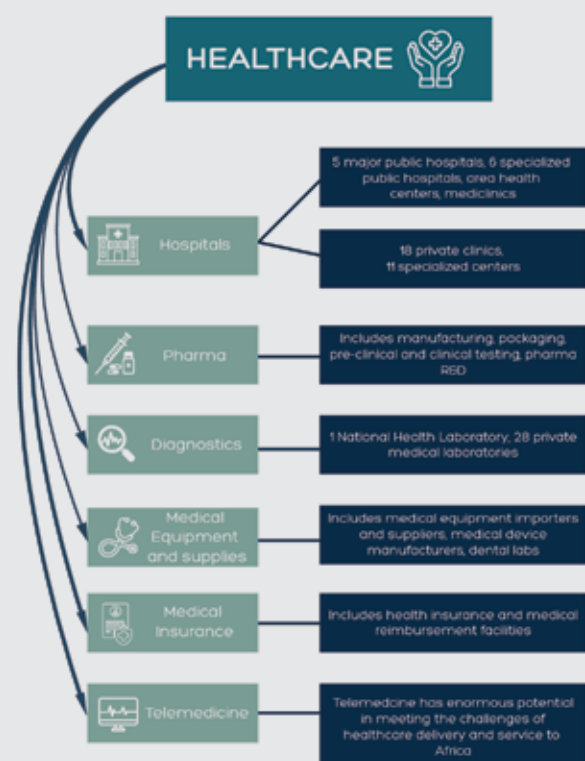 HEALTHCARE
Hospitals
5 major public hospitals, 6 specialized
public hospitals, area health
centers, mediclinics
18 private clinics,
11 specialized centers
Pharma
Includes manufacturing, packaging,
pre-clinical and clinical testing, pharma
R&D
Diagnostics
1 National Health Laboratory, 28 private
medical laboratories
Medical
Equipment
and supplies
Includes medical equipment importers
and suppliers, medical device
manufacturers, dental labs
Medical
Insurance
Includes health insurance and medical
reimbursement facilities
Telemedicine
Telemedcine has enormous potential
in meeting the challenges of
healthcare delivery and service to
Africa